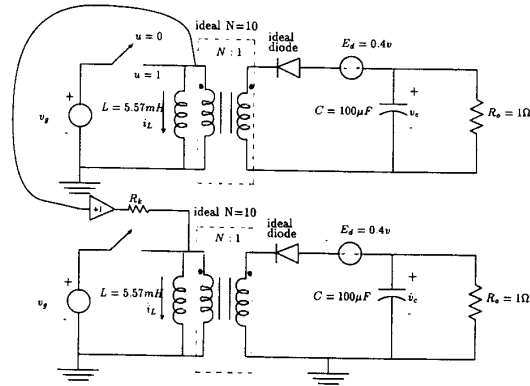 ideal N=10
u = 0
N : 1
ideal
diode
E_d = 0.4v
u = 1
+
v_g
-
L = 5.57mH
i_L
C = 100μF
+
v_c
-
R_o = 1Ω
+1
R_k
ideal N=10
N : 1
ideal
diode
E_d = 0.4v
+
v_g
-
L = 5.57mH
i_L
C = 100μF
+
v̂_c
-
R_o = 1Ω